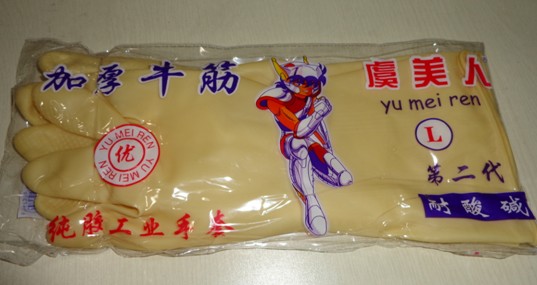 加厚牛筋
虞美人
yu mei ren
L
YU MEI REN
优
YU MEI REN
第二代
耐酸碱
纯胶工业手套